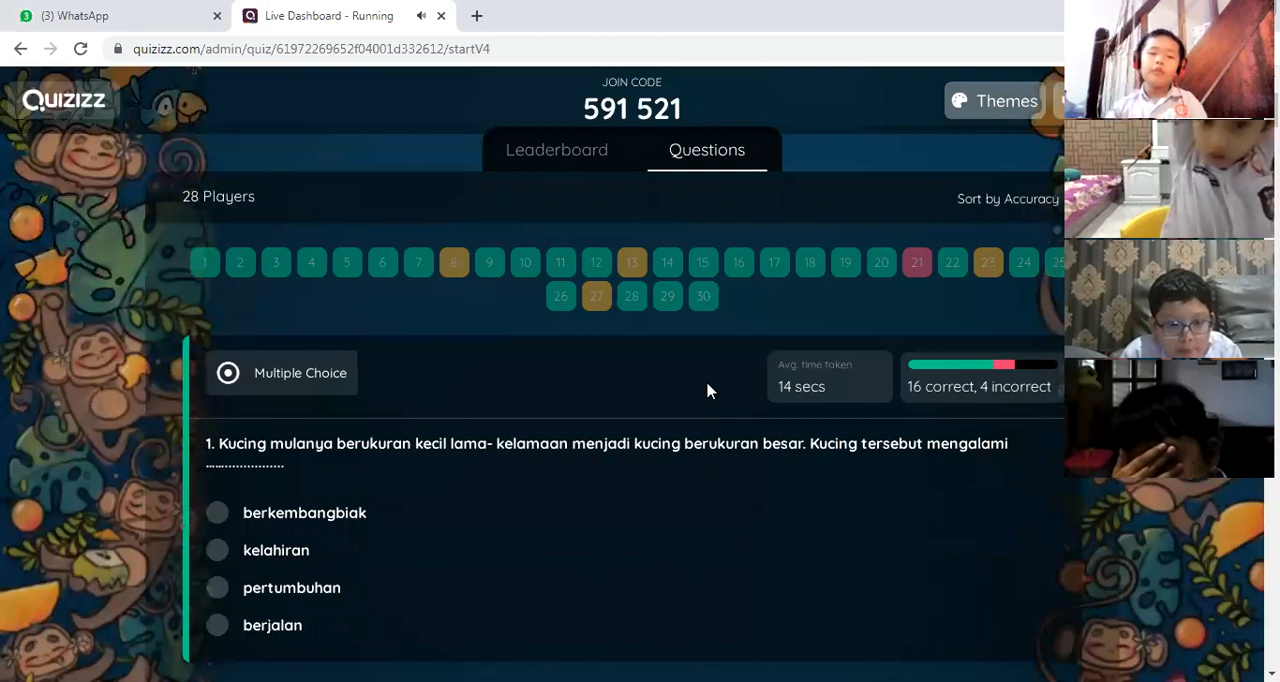 (3) WhatsApp
Live Dashboard - Running
quizizz.com/admin/quiz/61972269652f04001d332612/startV4
JOIN CODE
QUIZIZZ
591 521
Themes
Leaderboard
Questions
28 Players
Sort by Accuracy
1 2 3 4 5 6 7 8 9 10 11 12 13 14 15 16 17 18 19 20 21 22 23 24 25
26 27 28 29 30
Multiple Choice
Avg. time taken
14 secs
16 correct, 4 incorrect
1. Kucing mulanya berukuran kecil lama- kelamaan menjadi kucing berukuran besar. Kucing tersebut mengalami
.....................
berkembangbiak
kelahiran
pertumbuhan
berjalan